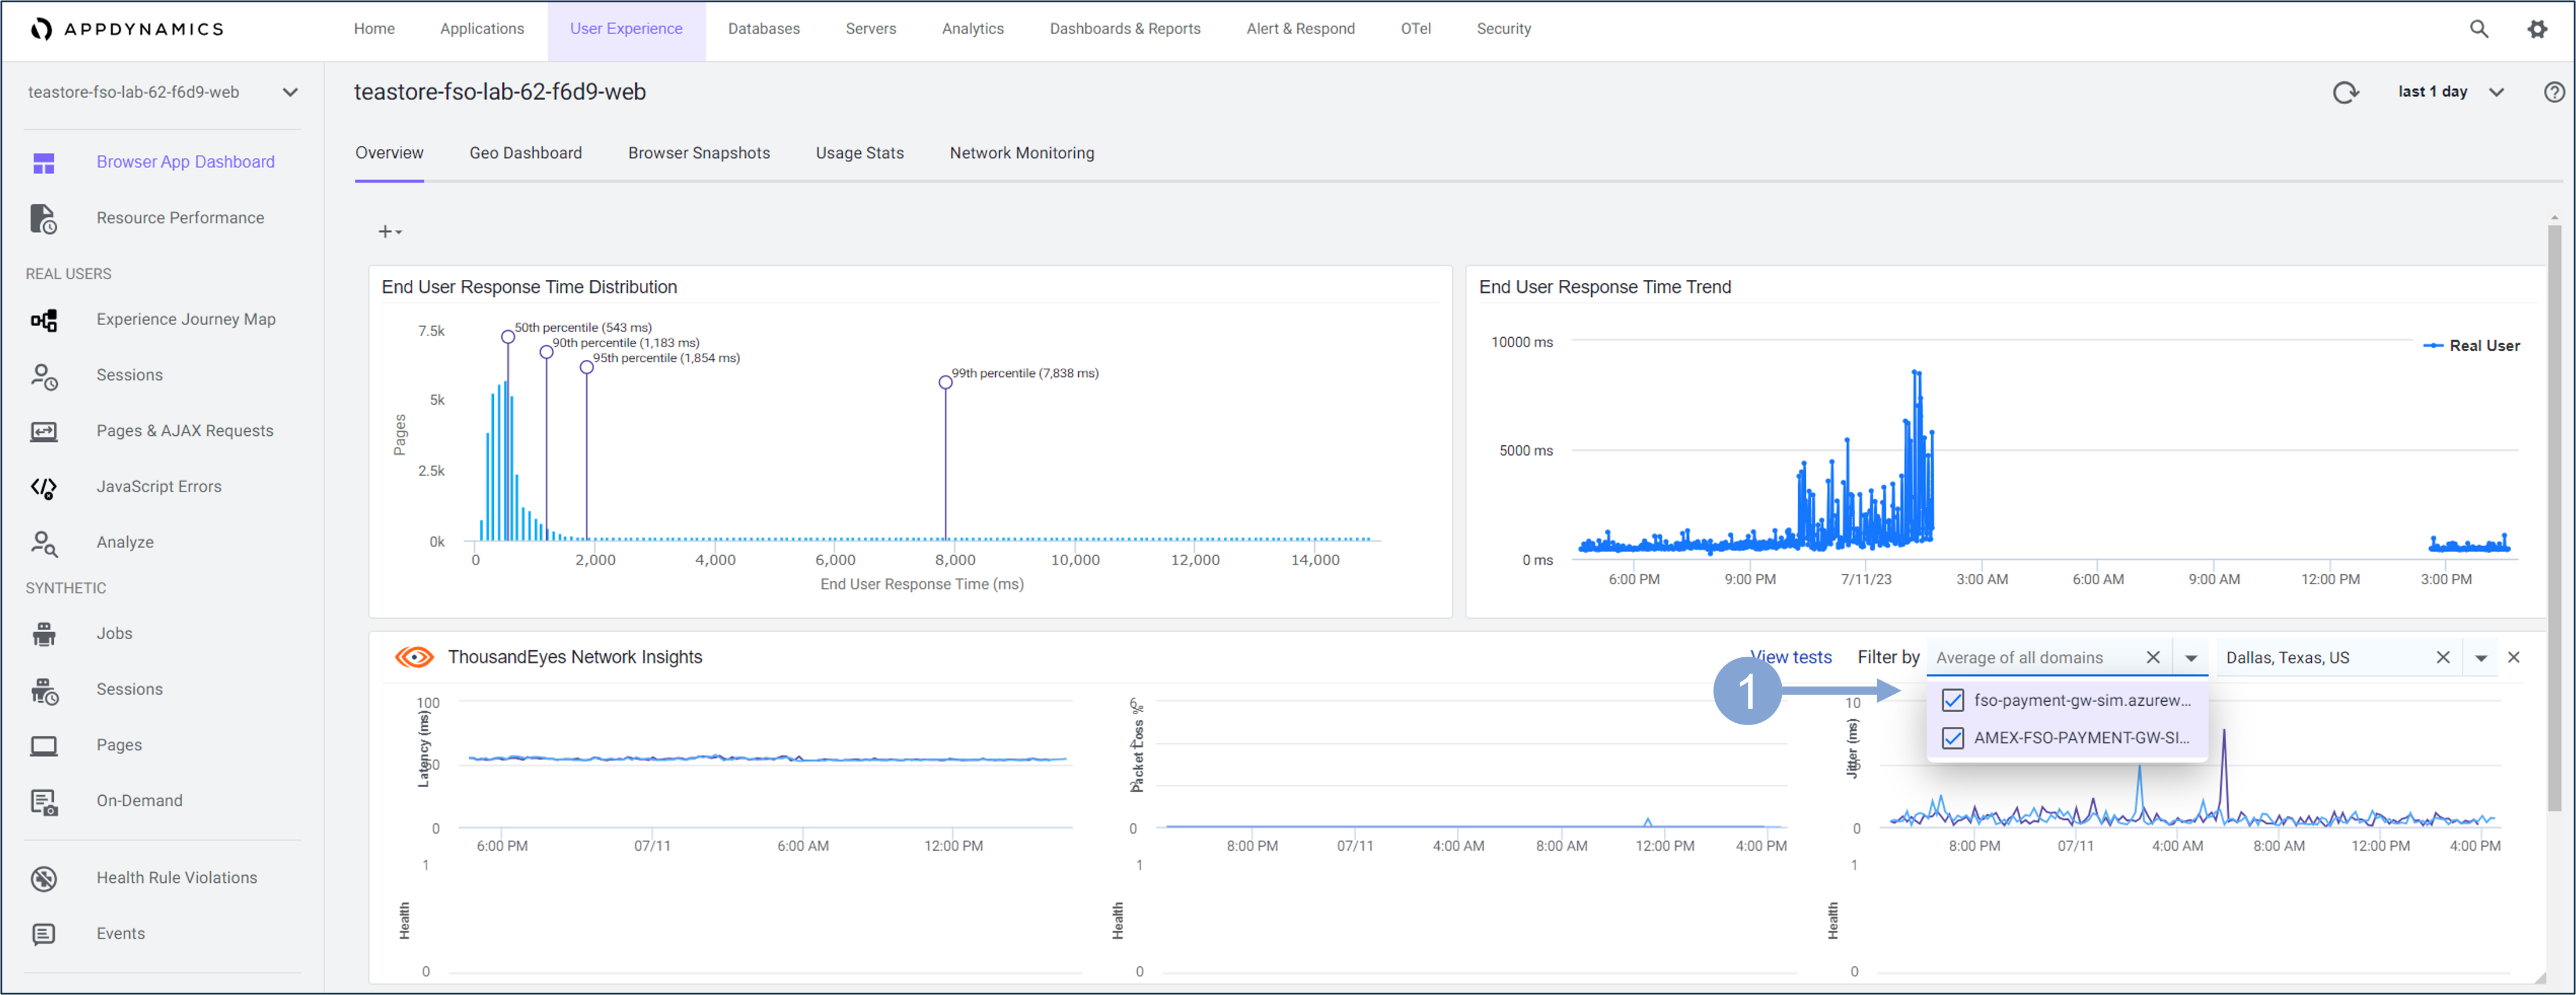 APPDYNAMICS
Home
Applications
User Experience
Databases
Servers
Analytics
Dashboards & Reports
Alert & Respond
OTel
Security
teastore-fso-lab-62-f6d9-web
Browser App Dashboard
Resource Performance
REAL USERS
Experience Journey Map
Sessions
Pages & AJAX Requests
JavaScript Errors
Analyze
SYNTHETIC
Jobs
Sessions
Pages
On-Demand
Health Rule Violations
Events
teastore-fso-lab-62-f6d9-web
last 1 day
Overview
Geo Dashboard
Browser Snapshots
Usage Stats
Network Monitoring
End User Response Time Distribution
7.5k
5k
2.5k
0k
Pages
50th percentile (543 ms)
90th percentile (1,183 ms)
95th percentile (1,854 ms)
99th percentile (7,838 ms)
0
2,000
4,000
6,000
8,000
10,000
12,000
14,000
End User Response Time (ms)
End User Response Time Trend
10000 ms
5000 ms
0 ms
Real User
6:00 PM
9:00 PM
7/11/23
3:00 AM
6:00 AM
9:00 AM
12:00 PM
3:00 PM
ThousandEyes Network Insights
View tests
Filter by
Average of all domains
Dallas, Texas, US
1
fso-payment-gw-sim.azurew...
AMEX-FSO-PAYMENT-GW-SI...
100
50
0
Latency (ms)
6:00 PM
07/11
6:00 AM
12:00 PM
1
Health
0
6
4
2
0
Packet Loss %
8:00 PM
07/11
4:00 AM
8:00 AM
12:00 PM
4:00 PM
1
Health
0
10
5
0
Jitter (ms)
8:00 PM
07/11
4:00 AM
8:00 AM
12:00 PM
4:00 PM
1
Health
0